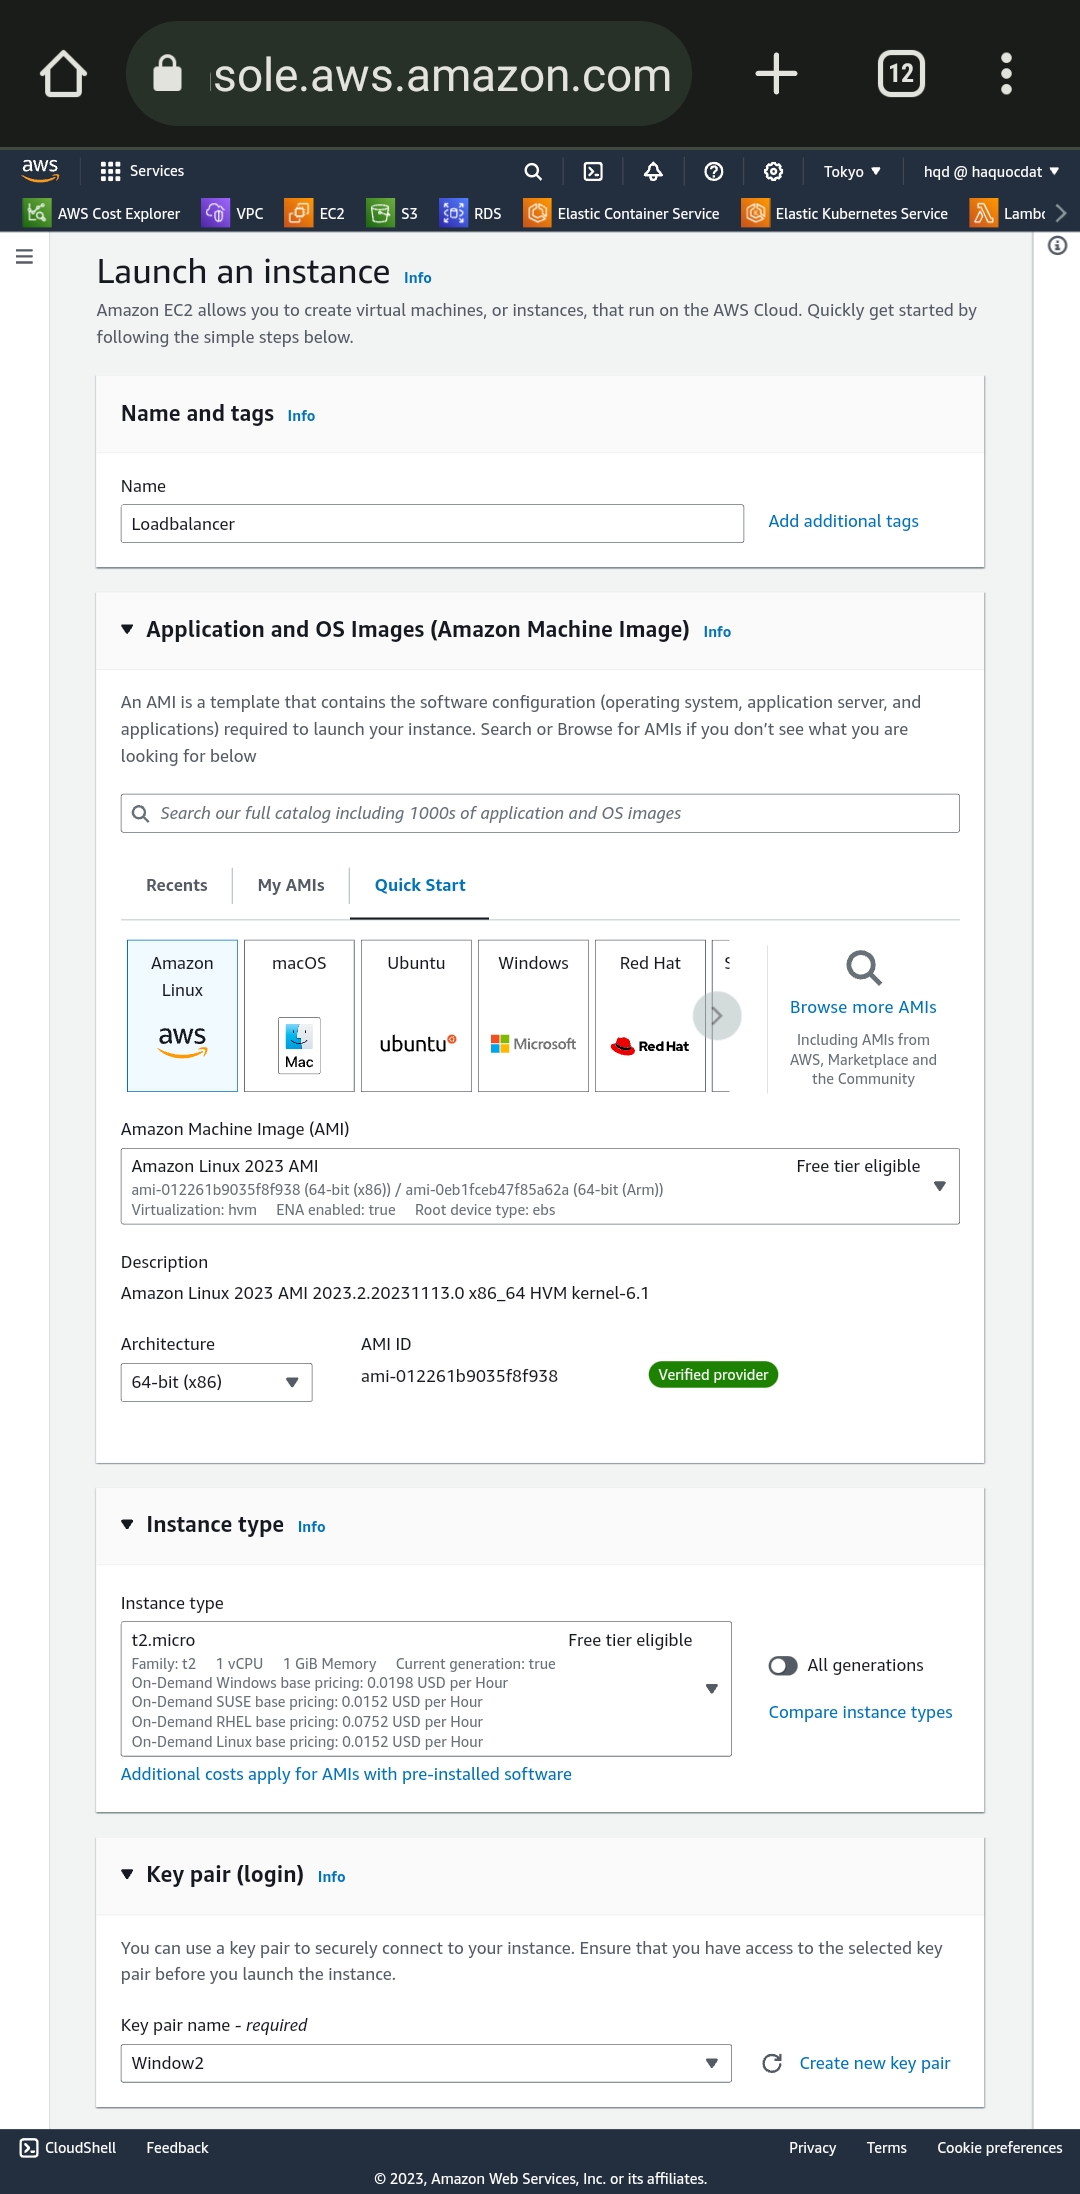 sole.aws.amazon.com
12
aws
Services
Tokyo
hqd @ haquocdat
AWS Cost Explorer
VPC
EC2
S3
RDS
Elastic Container Service
Elastic Kubernetes Service
Lambc
Launch an instance Info
Amazon EC2 allows you to create virtual machines, or instances, that run on the AWS Cloud. Quickly get started by
following the simple steps below.
Name and tags Info
Name
Loadbalancer
Add additional tags
Application and OS Images (Amazon Machine Image) Info
An AMI is a template that contains the software configuration (operating system, application server, and
applications) required to launch your instance. Search or Browse for AMIs if you don’t see what you are
looking for below
Search our full catalog including 1000s of application and OS images
Recents
My AMIs
Quick Start
Amazon
Linux
aws
macOS
Mac
Ubuntu
ubuntu
Windows
Microsoft
Red Hat
Red Hat
Browse more AMIs
Including AMIs from
AWS, Marketplace and
the Community
Amazon Machine Image (AMI)
Amazon Linux 2023 AMI
Free tier eligible
ami-012261b9035f8f938 (64-bit (x86)) / ami-0eb1fceb47f85a62a (64-bit (Arm))
Virtualization: hvm ENA enabled: true Root device type: ebs
Description
Amazon Linux 2023 AMI 2023.2.20231113.0 x86_64 HVM kernel-6.1
Architecture
64-bit (x86)
AMI ID
ami-012261b9035f8f938
Verified provider
Instance type Info
Instance type
t2.micro
Free tier eligible
Family: t2 1 vCPU 1 GiB Memory Current generation: true
On-Demand Windows base pricing: 0.0198 USD per Hour
On-Demand SUSE base pricing: 0.0152 USD per Hour
On-Demand RHEL base pricing: 0.0752 USD per Hour
On-Demand Linux base pricing: 0.0152 USD per Hour
All generations
Compare instance types
Additional costs apply for AMIs with pre-installed software
Key pair (login) Info
You can use a key pair to securely connect to your instance. Ensure that you have access to the selected key
pair before you launch the instance.
Key pair name - required
Window2
Create new key pair
CloudShell
Feedback
Privacy
Terms
Cookie preferences
© 2023, Amazon Web Services, Inc. or its affiliates.